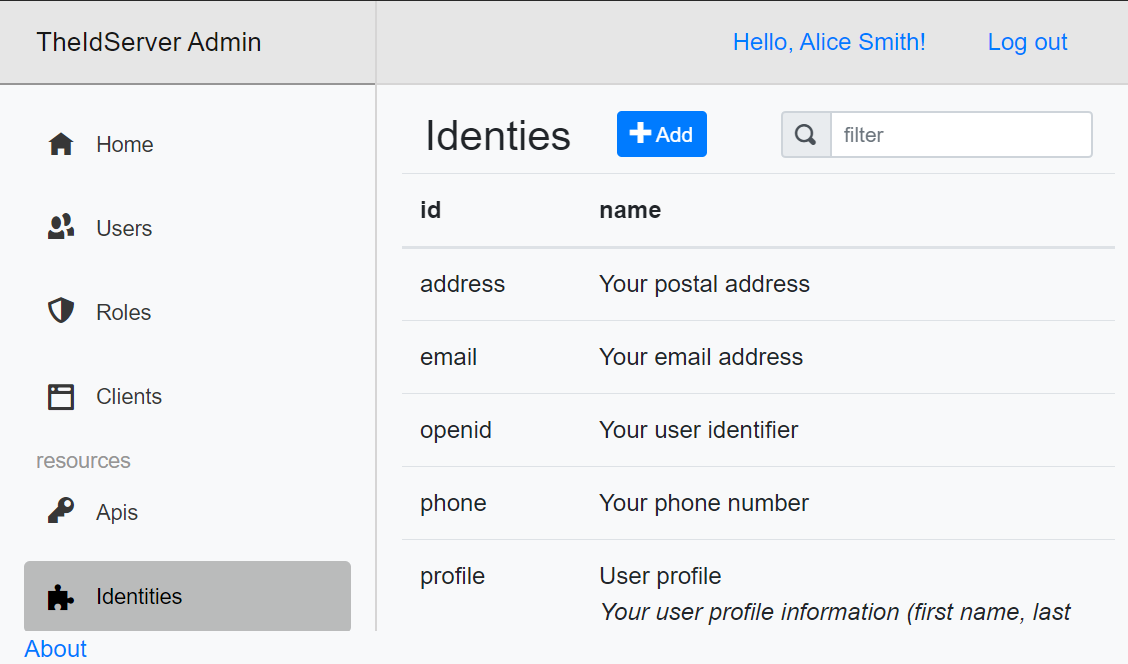 TheIdServer Admin
Hello, Alice Smith!
Log out
Home
Users
Roles
Clients
resources
Apis
Identities
About
Identies
Add
filter
id name
address Your postal address
email Your email address
openid Your user identifier
phone Your phone number
profile User profile
Your user profile information (first name, last